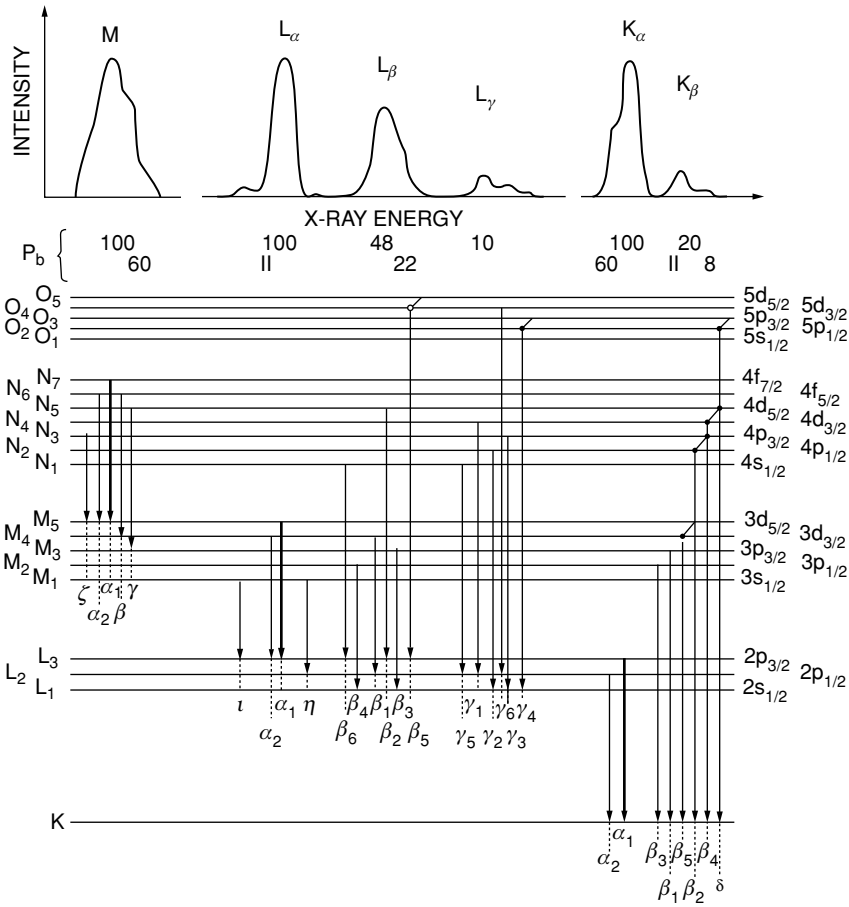 INTENSITY
M
Lα
Lβ
Lγ
Kα
Kβ
X-RAY ENERGY
Pb
100 100 48 10 100 20
60 II 22 60 II 8
O5
O4 O3
O2 O1
5d5/2 5d3/2
5p3/2 5p1/2
5s1/2
N7
N6 N5
N4 N3
N2 N1
4f7/2 4f5/2
4d5/2 4d3/2
4p3/2 4p1/2
4s1/2
M5
M4 M3
M2 M1
3d5/2 3d3/2
3p3/2 3p1/2
3s1/2
ζ α1 γ
α2 β
L3
L2 L1
2p3/2 2p1/2
2s1/2
ι α1 η β4 β1 β3 γ1 γ6 γ4
α2 β6 β2 β5 γ5 γ2 γ3
K
α1
α2
β3 β5 β4
β1 β2 δ